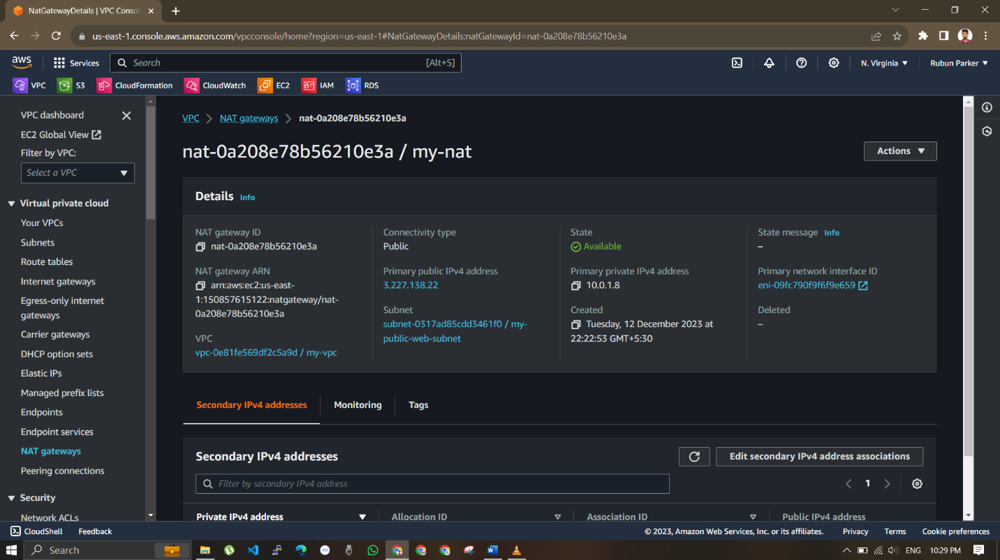 NatGatewayDetails | VPC Conso
us-east-1.console.aws.amazon.com/vpcconsole/home?region=us-east-1#NatGatewayDetails:natGatewayId=nat-0a208e78b56210e3a
aws
Services
Search
[Alt+S]
N. Virginia
Rubun Parker
VPC
S3
CloudFormation
CloudWatch
EC2
IAM
RDS
VPC dashboard
EC2 Global View
Filter by VPC:
Select a VPC
Virtual private cloud
Your VPCs
Subnets
Route tables
Internet gateways
Egress-only internet
gateways
Carrier gateways
DHCP option sets
Elastic IPs
Managed prefix lists
Endpoints
Endpoint services
NAT gateways
Peering connections
Security
Network ACLs
VPC
NAT gateways
nat-0a208e78b56210e3a
nat-0a208e78b56210e3a / my-nat
Actions
Details Info
NAT gateway ID
nat-0a208e78b56210e3a
NAT gateway ARN
arn:aws:ec2:us-east-
1:150857615122:natgateway/nat-
0a208e78b56210e3a
VPC
vpc-0e81fe569df2c5a9d / my-vpc
Connectivity type
Public
Primary public IPv4 address
3.227.138.22
Subnet
subnet-0317ad85cdd3461f0 / my-
public-web-subnet
State
Available
Primary private IPv4 address
10.0.1.8
Created
Tuesday, 12 December 2023 at
22:22:53 GMT+5:30
State message Info
–
Primary network interface ID
eni-09fc790f9f6f9e659
Deleted
–
Secondary IPv4 addresses
Monitoring
Tags
Secondary IPv4 addresses
Edit secondary IPv4 address associations
Filter by secondary IPv4 address
1
Private IPv4 address
Allocation ID
Association ID
Public IPv4 address
CloudShell
Feedback
© 2023, Amazon Web Services, Inc. or its affiliates.
Privacy
Terms
Cookie preferences
Search
ENG
10:29 PM